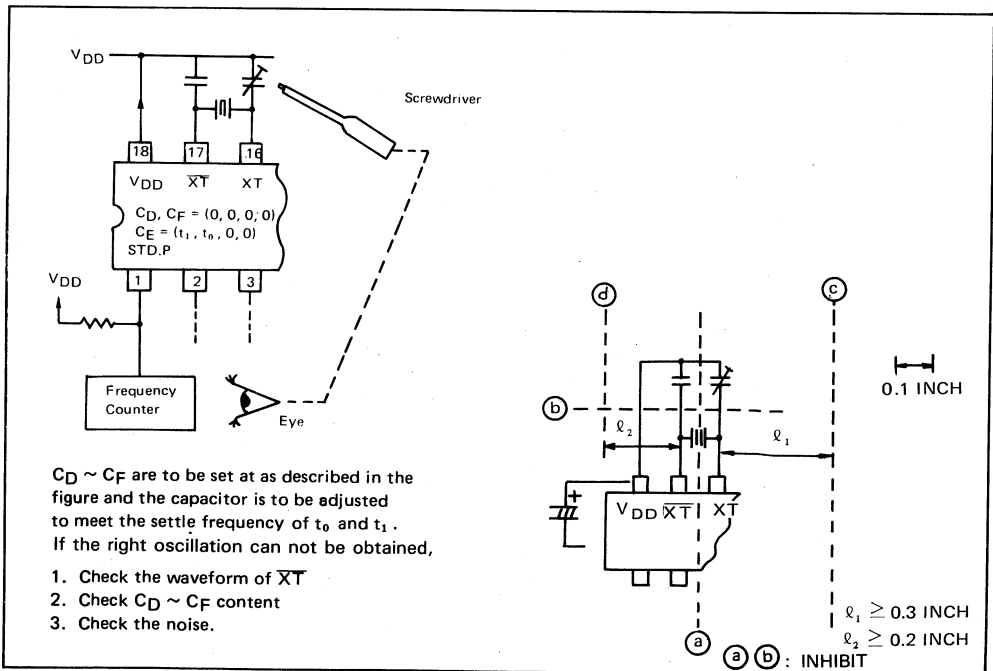 VDD
Screwdriver
18 17 16
VDD X̅T̅ XT
CD, CF = (0, 0, 0, 0)
CE = (t1, t0, 0, 0)
STD.P
1 2 3
VDD
Frequency
Counter
Eye
CD ~ CF are to be set at as described in the
figure and the capacitor is to be adjusted
to meet the settle frequency of t0 and t1.
If the right oscillation can not be obtained,
1. Check the waveform of X̅T̅
2. Check CD ~ CF content
3. Check the noise.
ⓓ
ⓒ
0.1 INCH
ⓑ
ℓ2
ℓ1
+
VDD X̅T̅ XT
ⓐ
ℓ1 ≥ 0.3 INCH
ℓ2 ≥ 0.2 INCH
ⓐ ⓑ : INHIBIT